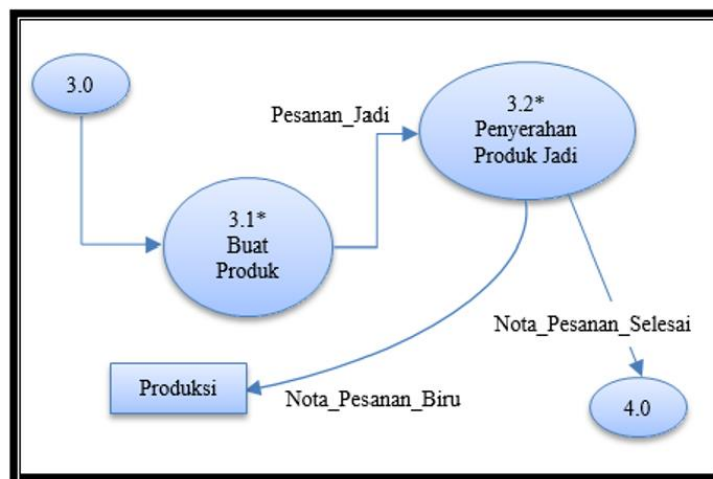 3.0
Pesanan_Jadi
3.2*
Penyerahan
Produk Jadi
3.1*
Buat
Produk
Nota_Pesanan_Selesai
Produksi
Nota_Pesanan_Biru
4.0